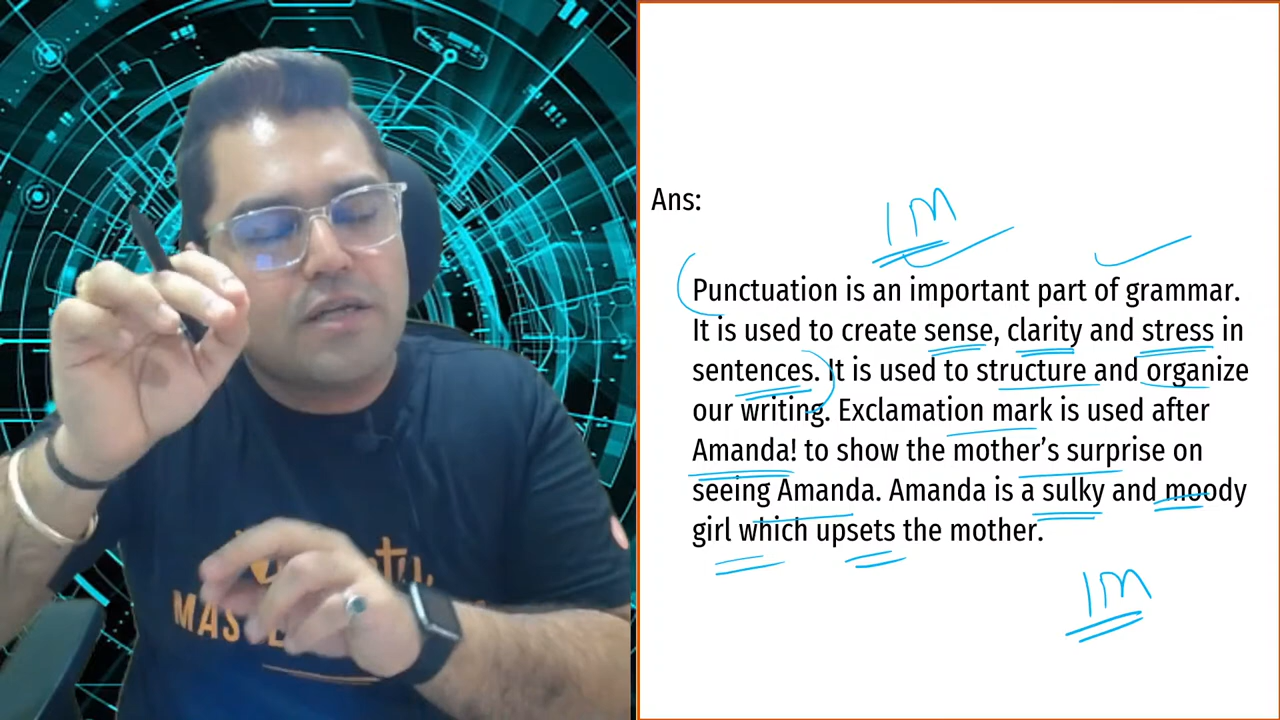 Ans:
1M
Punctuation is an important part of grammar.
It is used to create sense, clarity and stress in
sentences. It is used to structure and organize
our writing. Exclamation mark is used after
Amanda! to show the mother’s surprise on
seeing Amanda. Amanda is a sulky and moody
girl which upsets the mother.
1M